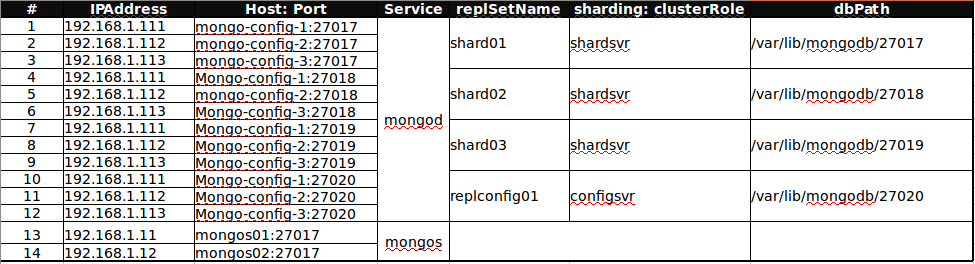 # IPAddress Host: Port Service replSetName sharding: clusterRole dbPath
1 192.168.1.111 mongo-config-1:27017 mongod shard01 shardsvr /var/lib/mongodb/27017
2 192.168.1.112 mongo-config-2:27017
3 192.168.1.113 mongo-config-3:27017
4 192.168.1.111 Mongo-config-1:27018 shard02 shardsvr /var/lib/mongodb/27018
5 192.168.1.112 mongo-config-2:27018
6 192.168.1.113 Mongo-config-3:27018
7 192.168.1.111 Mongo-config-1:27019 shard03 shardsvr /var/lib/mongodb/27019
8 192.168.1.112 Mongo-config-2:27019
9 192.168.1.113 Mongo-config-3:27019
10 192.168.1.111 Mongo-config-1:27020 replconfig01 configsvr /var/lib/mongodb/27020
11 192.168.1.112 Mongo-config-2:27020
12 192.168.1.113 Mongo-config-3:27020
13 192.168.1.11 mongos01:27017 mongos
14 192.168.1.12 mongos02:27017